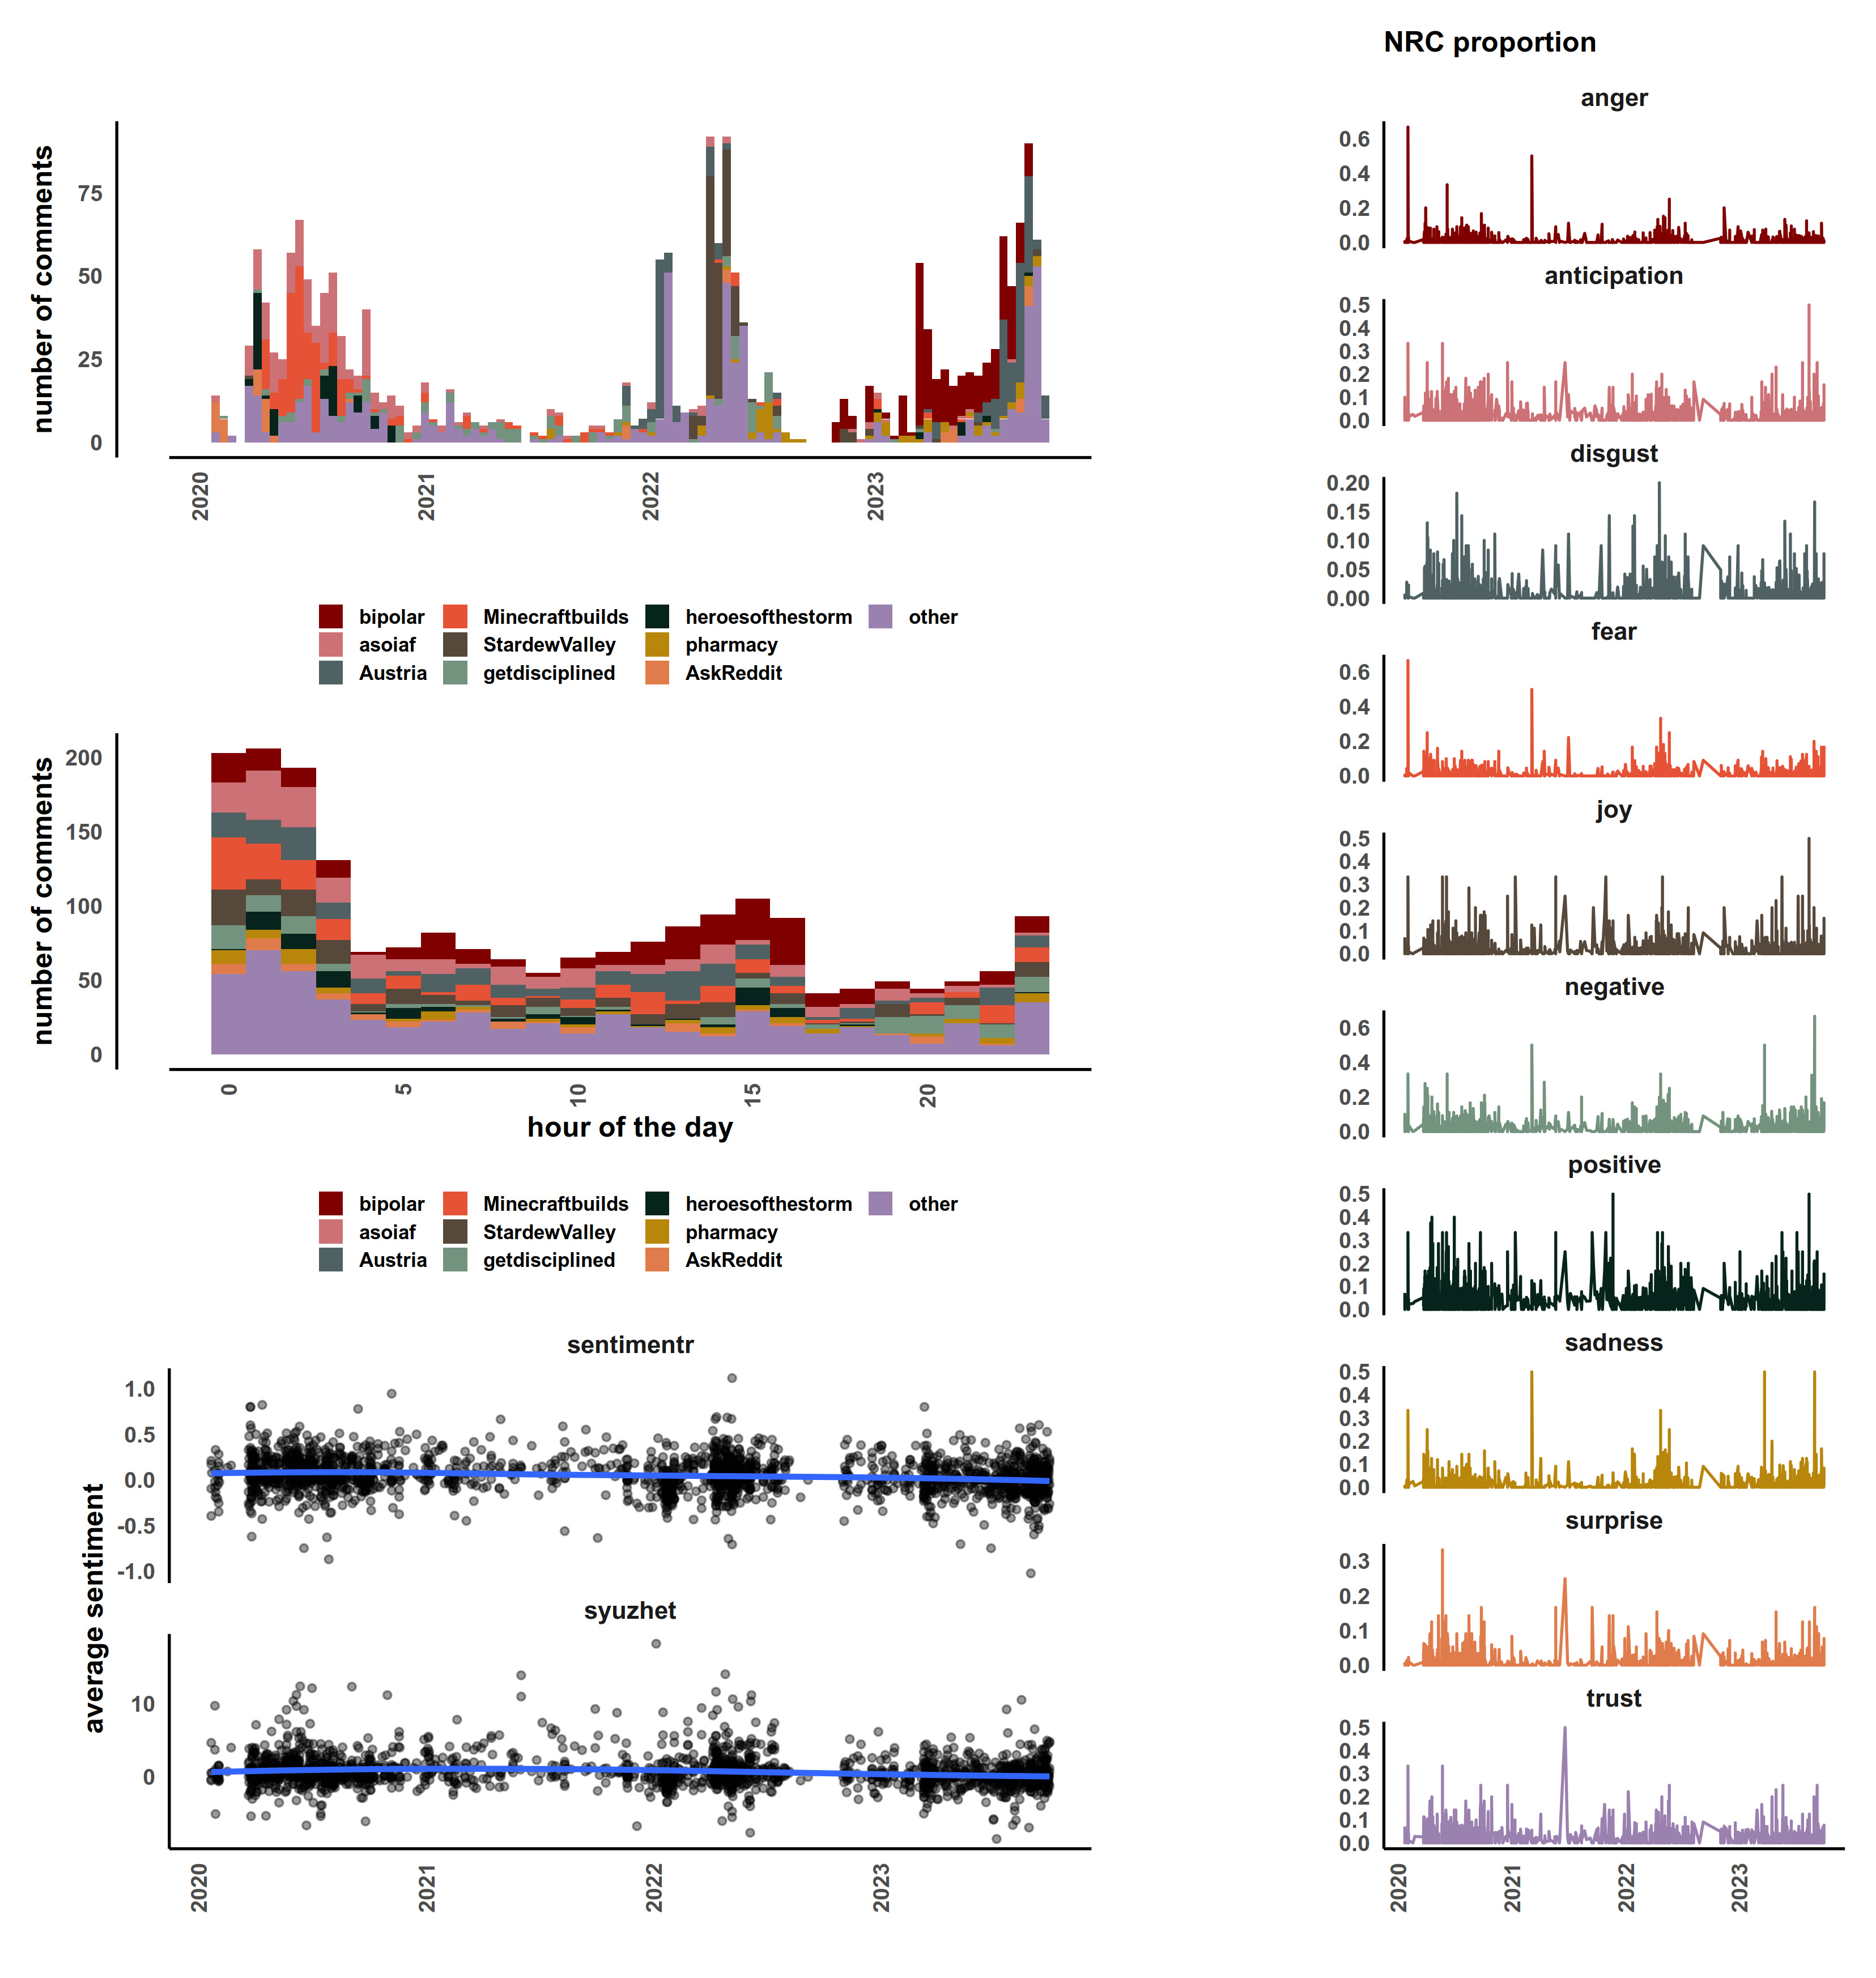 number of comments
75
50
25
0
2020 2021 2022 2023
bipolar Minecraftbuilds heroesofthestorm other
asoiaf StardewValley pharmacy
Austria getdisciplined AskReddit
number of comments
200
150
100
50
0
0 5 10 15 20
hour of the day
bipolar Minecraftbuilds heroesofthestorm other
asoiaf StardewValley pharmacy
Austria getdisciplined AskReddit
average sentiment
sentimentr
1.0
0.5
0.0
-0.5
-1.0
syuzhet
10
0
2020 2021 2022 2023
NRC proportion
anger
0.6
0.4
0.2
0.0
anticipation
0.5
0.4
0.3
0.2
0.1
0.0
disgust
0.20
0.15
0.10
0.05
0.00
fear
0.6
0.4
0.2
0.0
joy
0.5
0.4
0.3
0.2
0.1
0.0
negative
0.6
0.4
0.2
0.0
positive
0.5
0.4
0.3
0.2
0.1
0.0
sadness
0.5
0.4
0.3
0.2
0.1
0.0
surprise
0.3
0.2
0.1
0.0
trust
0.5
0.4
0.3
0.2
0.1
0.0
2020 2021 2022 2023